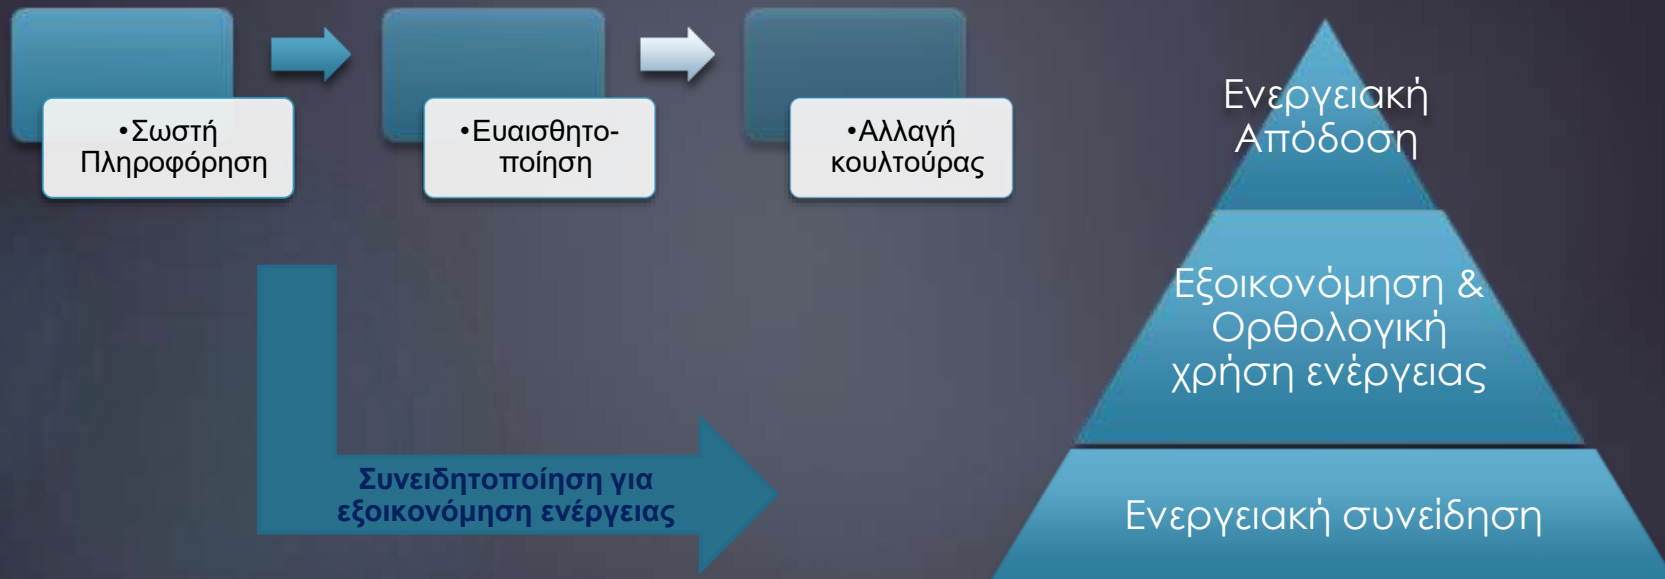 •Σωστή
Πληροφόρηση
•Ευαισθητο-
ποίηση
•Αλλαγή
κουλτούρας
Συνειδητοποίηση για
εξοικονόμηση ενέργειας
Ενεργειακή
Απόδοση
Εξοικονόμηση &
Ορθολογική
χρήση ενέργειας
Ενεργειακή συνείδηση